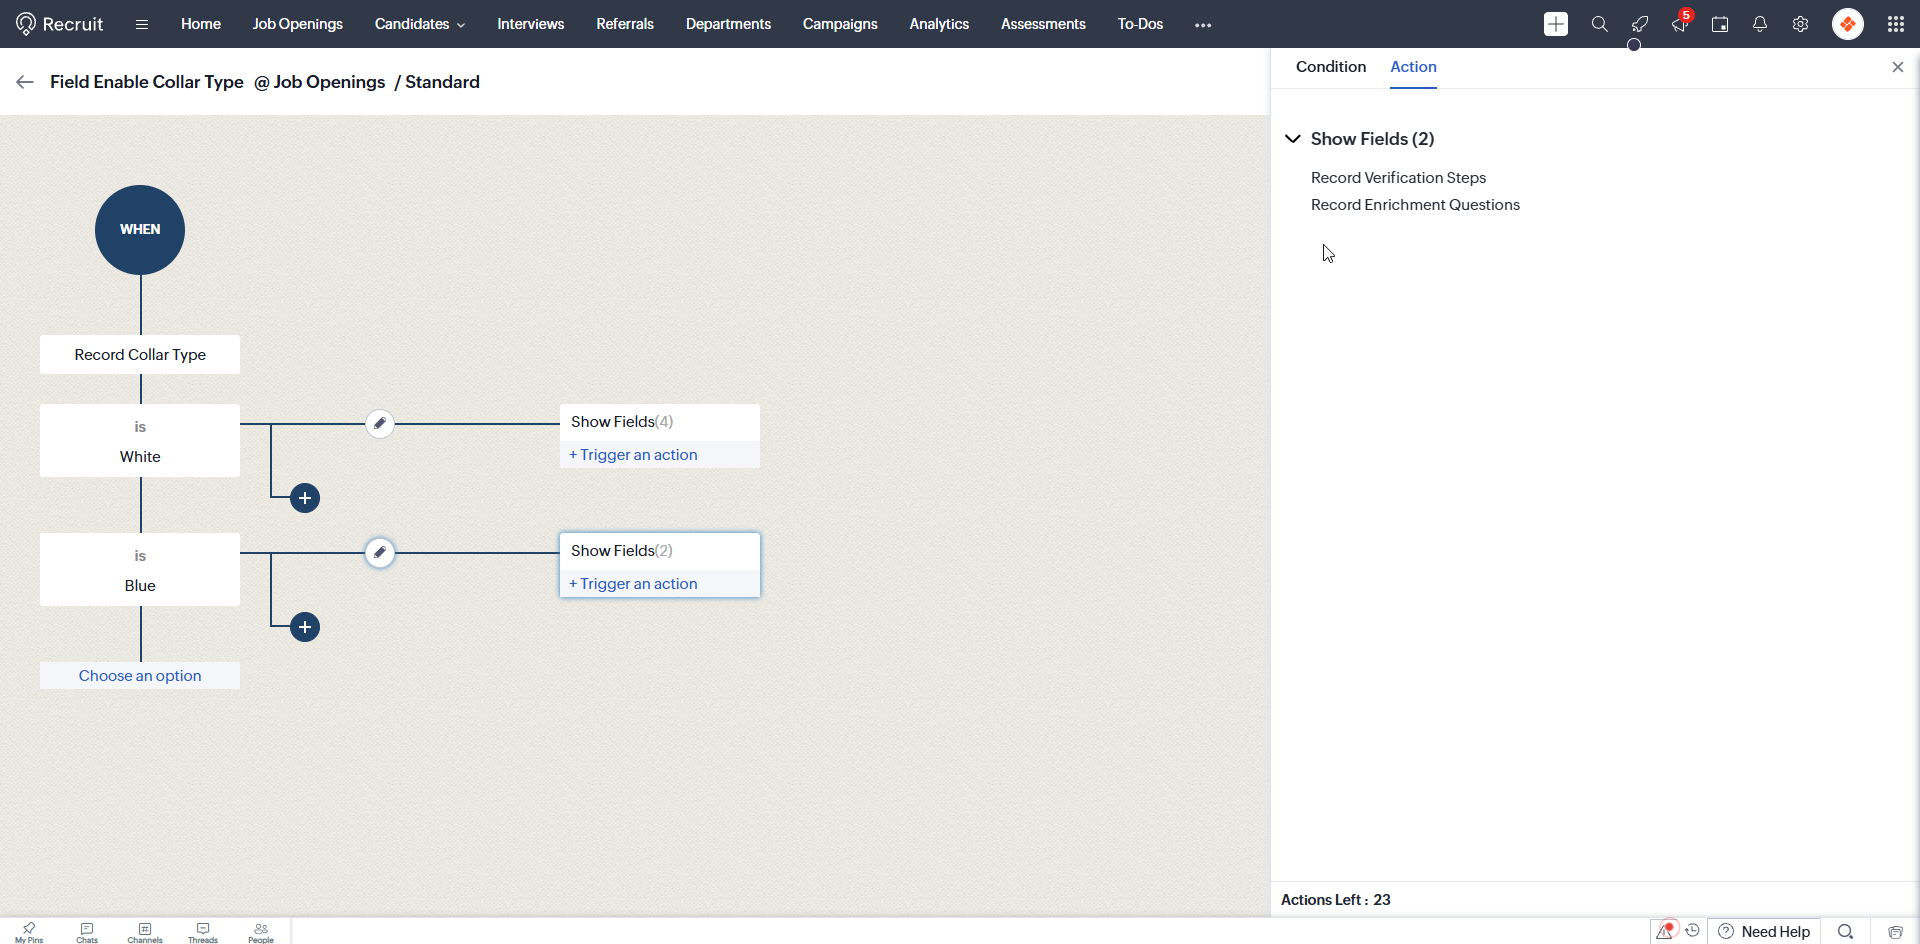 Recruit
Home
Job Openings
Candidates
Interviews
Referrals
Departments
Campaigns
Analytics
Assessments
To-Dos
5
Field Enable Collar Type @ Job Openings / Standard
Condition
Action
Show Fields (2)
Record Verification Steps
Record Enrichment Questions
WHEN
Record Collar Type
is
White
Show Fields(4)
+ Trigger an action
is
Blue
Show Fields(2)
+ Trigger an action
Choose an option
Actions Left : 23
My Pins
Chats
Channels
Threads
People
Need Help